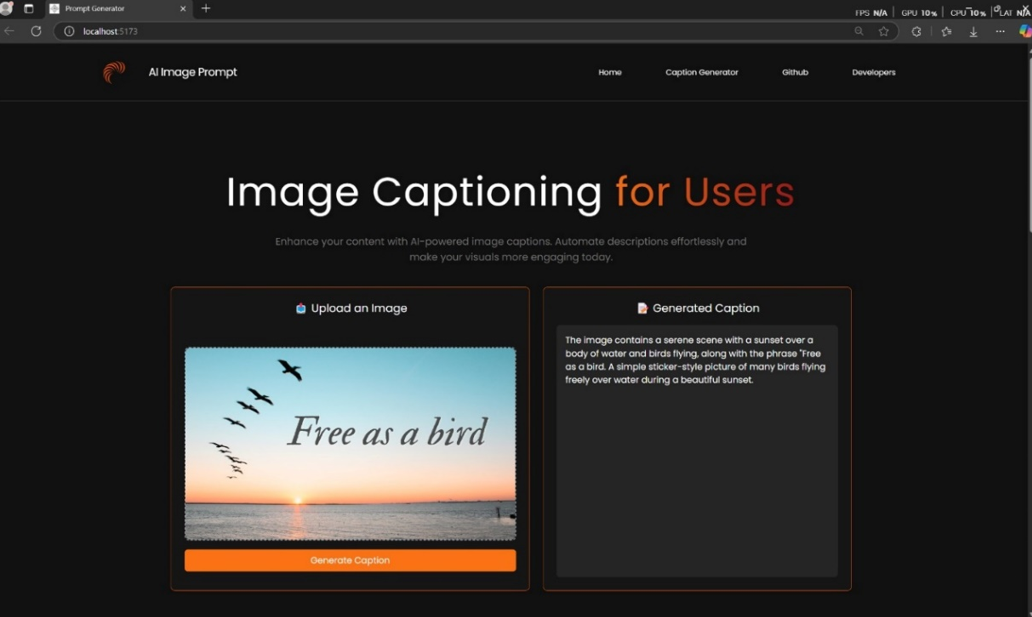 Prompt Generator
FPS N/A GPU 10% CPU 10% LAT N/A
localhost:5173
AI Image Prompt
Home Caption Generator Github Developers
Image Captioning for Users
Enhance your content with AI-powered image captions. Automate descriptions effortlessly and
make your visuals more engaging today.
Upload an Image
Free as a bird
Generate Caption
Generated Caption
The image contains a serene scene with a sunset over a
body of water and birds flying, along with the phrase "Free
as a bird. A simple sticker-style picture of many birds flying
freely over water during a beautiful sunset.